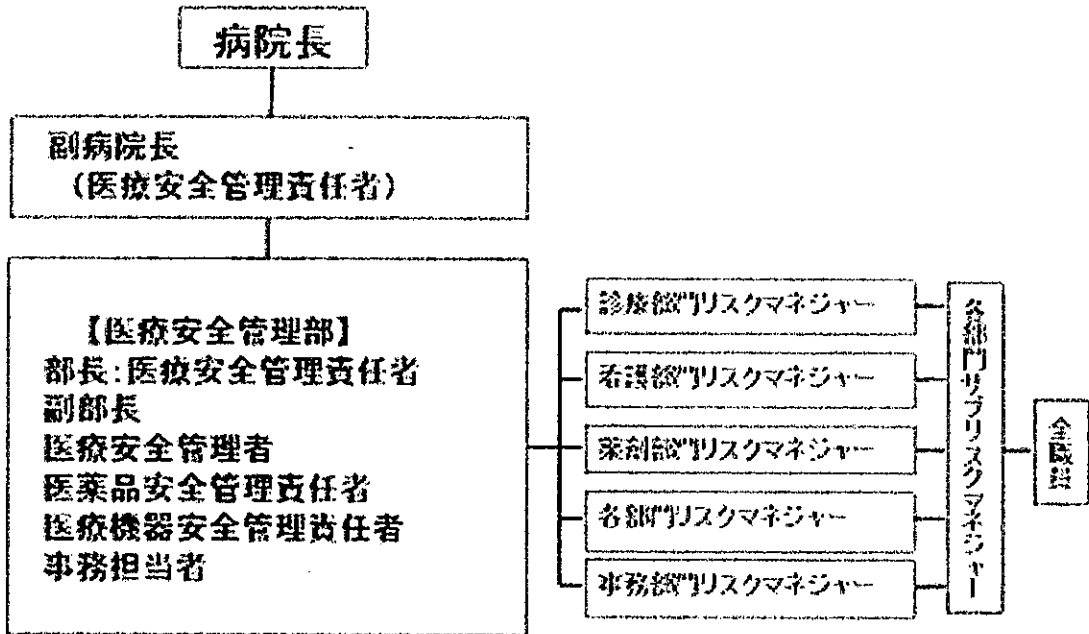 病院長
副病院長
(医療安全管理責任者)
【医療安全管理部】
部長:医療安全管理責任者
副部長
医療安全管理者
医薬品安全管理責任者
医療機器安全管理責任者
事務担当者
診療部門リスクマネジャー
看護部門リスクマネジャー
薬剤部門リスクマネジャー
各部門リスクマネジャー
事務部門リスクマネジャー
各部門サブリスクマネジャー
全職員